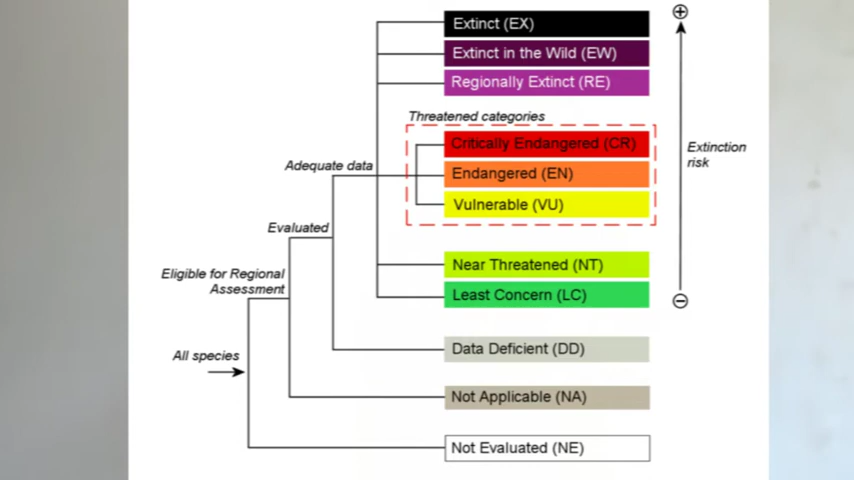 Extinct (EX)
Extinct in the Wild (EW)
Regionally Extinct (RE)
Threatened categories
Critically Endangered (CR)
Endangered (EN)
Vulnerable (VU)
Adequate data
Extinction
risk
Evaluated
Near Threatened (NT)
Least Concern (LC)
Eligible for Regional
Assessment
Data Deficient (DD)
All species
Not Applicable (NA)
Not Evaluated (NE)